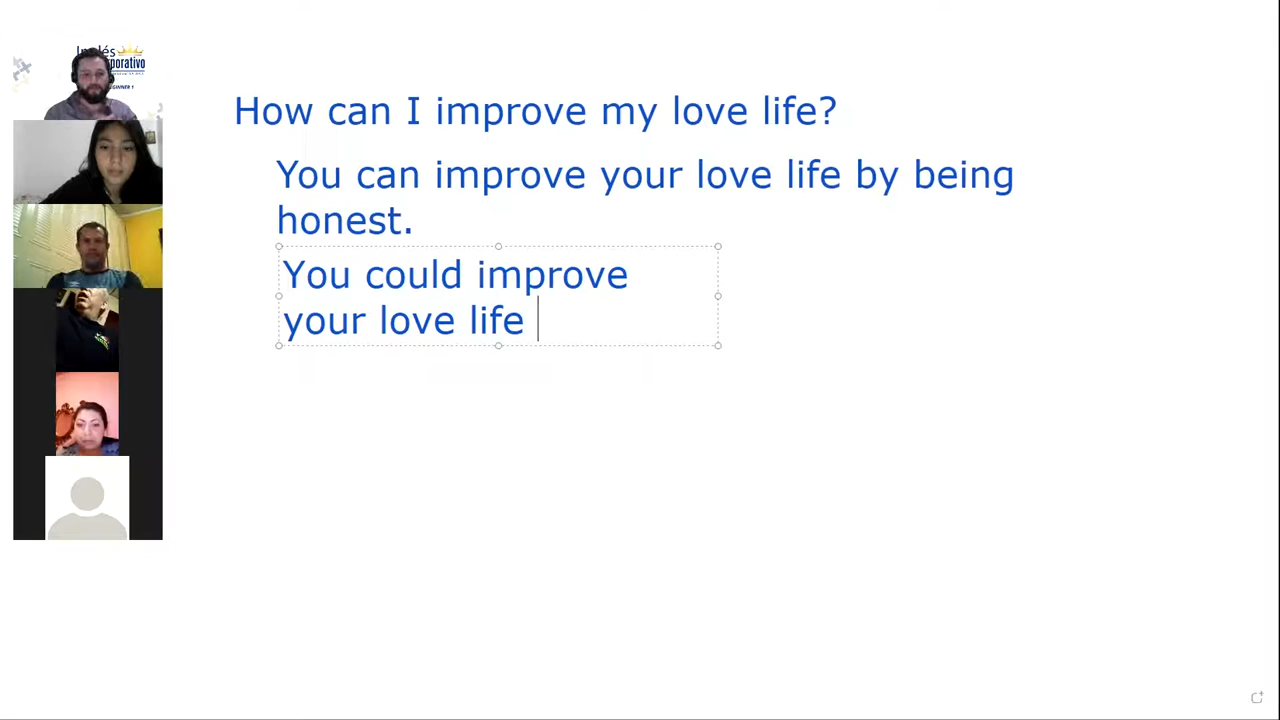 How can I improve my love life?
You can improve your love life by being
honest.
You could improve
your love life